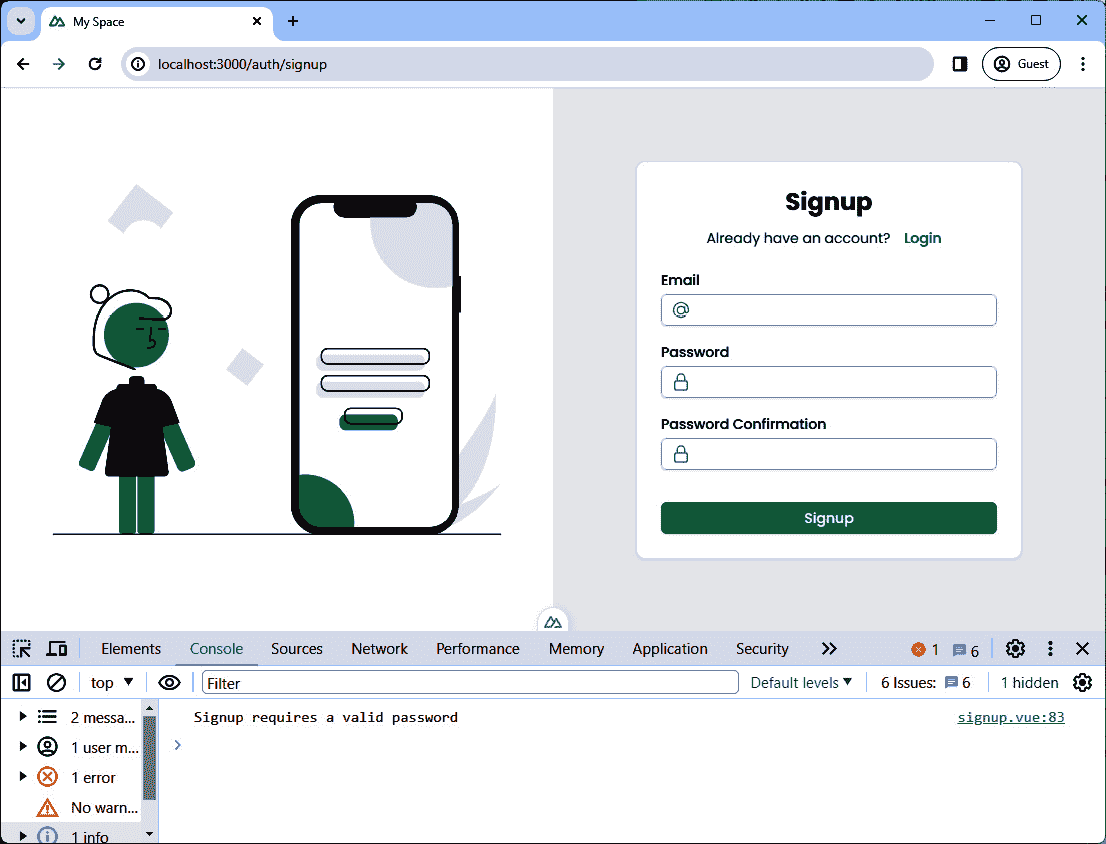 My Space
localhost:3000/auth/signup
Guest
Signup
Already have an account? Login
Email
Password
Password Confirmation
Signup
Elements Console Sources Network Performance Memory Application Security 1 6
top Filter Default levels 6 Issues: 6 1 hidden
2 messa...
Signup requires a valid password signup.vue:83
1 user m...
1 error
No warn...
1 info